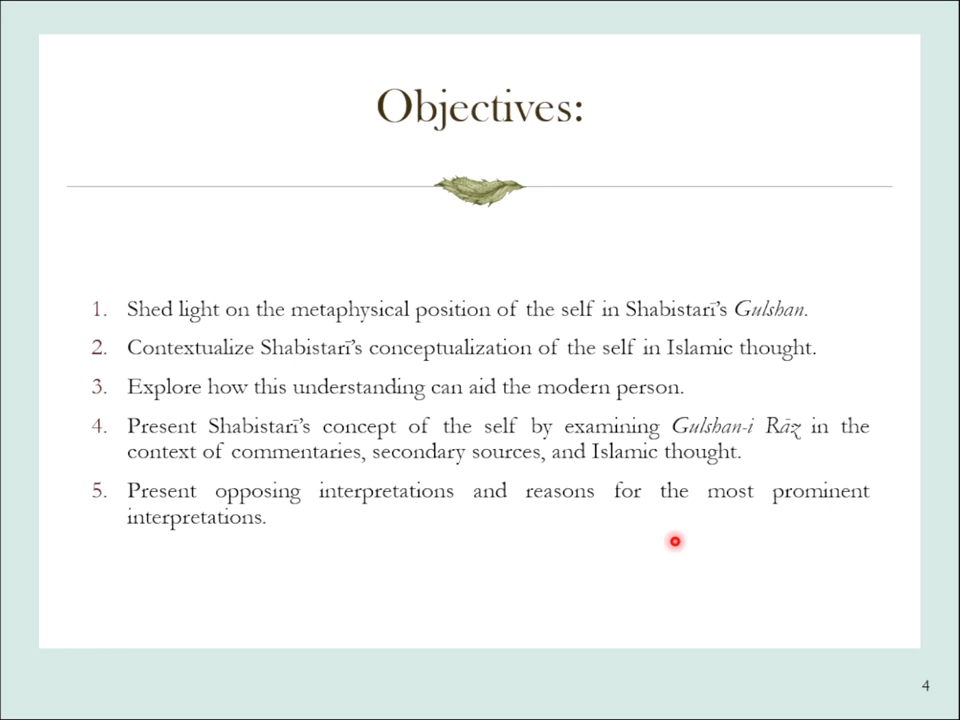 Objectives:
1. Shed light on the metaphysical position of the self in Shabistarī’s Gulshan.
2. Contextualize Shabistarī’s conceptualization of the self in Islamic thought.
3. Explore how this understanding can aid the modern person.
4. Present Shabistarī’s concept of the self by examining Gulshan-i Rāz in the
context of commentaries, secondary sources, and Islamic thought.
5. Present opposing interpretations and reasons for the most prominent
interpretations.
4